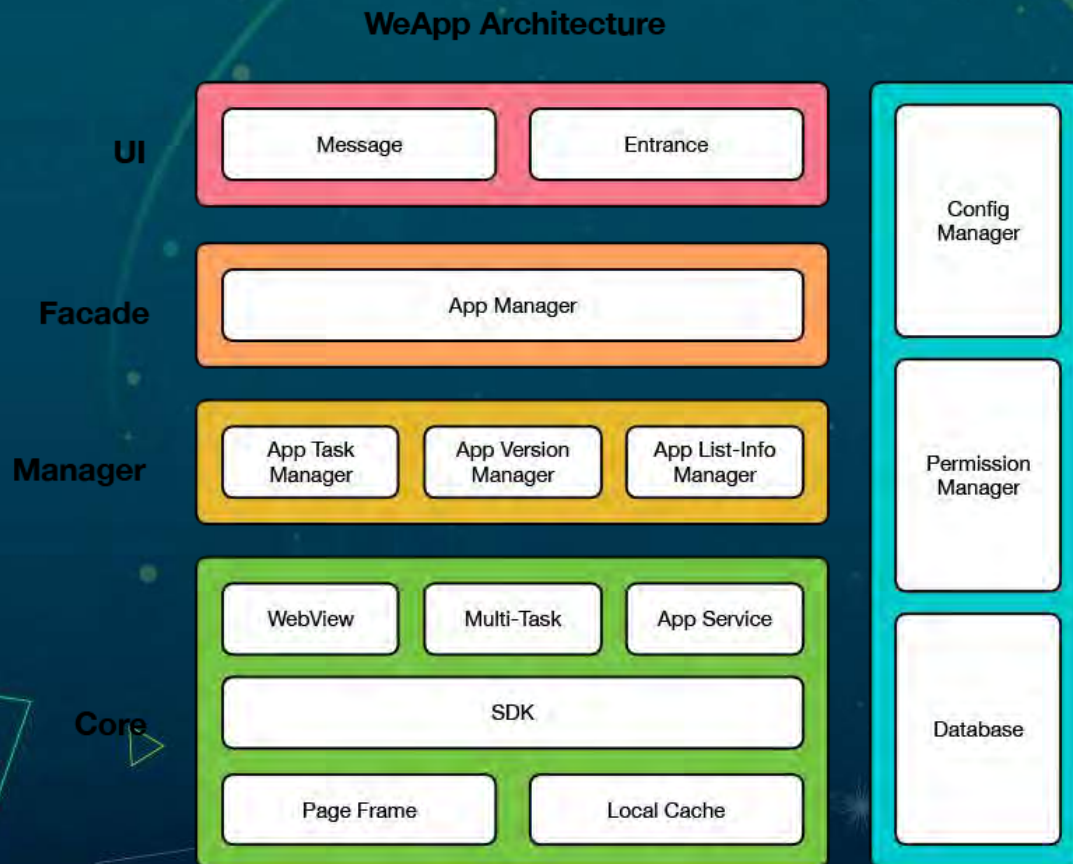 WeApp Architecture
UI
Message
Entrance
Facade
App Manager
Manager
App Task
Manager
App Version
Manager
App List-Info
Manager
Core
WebView
Multi-Task
App Service
SDK
Page Frame
Local Cache
Config
Manager
Permission
Manager
Database